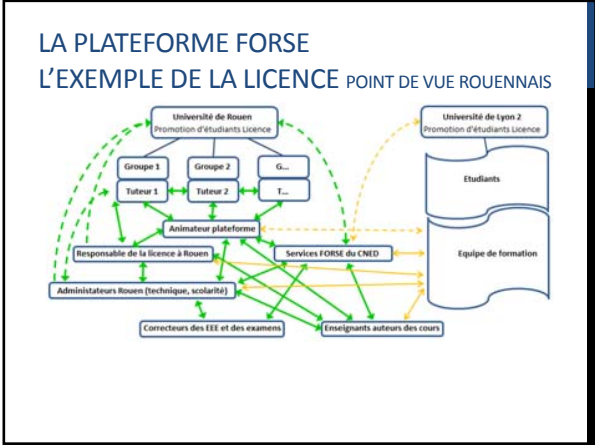 LA PLATEFORME FORSE
L'EXEMPLE DE LA LICENCE POINT DE VUE ROUENNAIS
Université de Rouen
Promotion d'étudiants Licence
Université de Lyon 2
Promotion d'étudiants Licence
Groupe 1
Groupe 2
G...
Tuteur 1
Tuteur 2
T...
Etudiants
Animateur plateforme
Responsable de la licence à Rouen
Services FORSE du CNED
Equipe de formation
Administateurs Rouen (technique, scolarité)
Correcteurs des EEE et des examens
Enseignants auteurs des cours